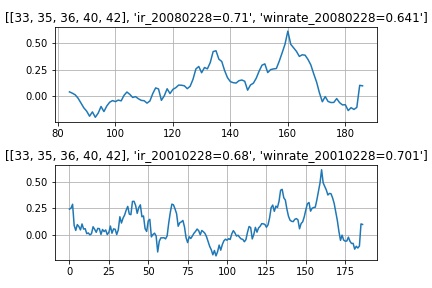 [[33, 35, 36, 40, 42], 'ir_20080228=0.71', 'winrate_20080228=0.641']
0.50
0.25
0.00
80 100 120 140 160 180
[[33, 35, 36, 40, 42], 'ir_20010228=0.68', 'winrate_20010228=0.701']
0.50
0.25
0.00
0 25 50 75 100 125 150 175